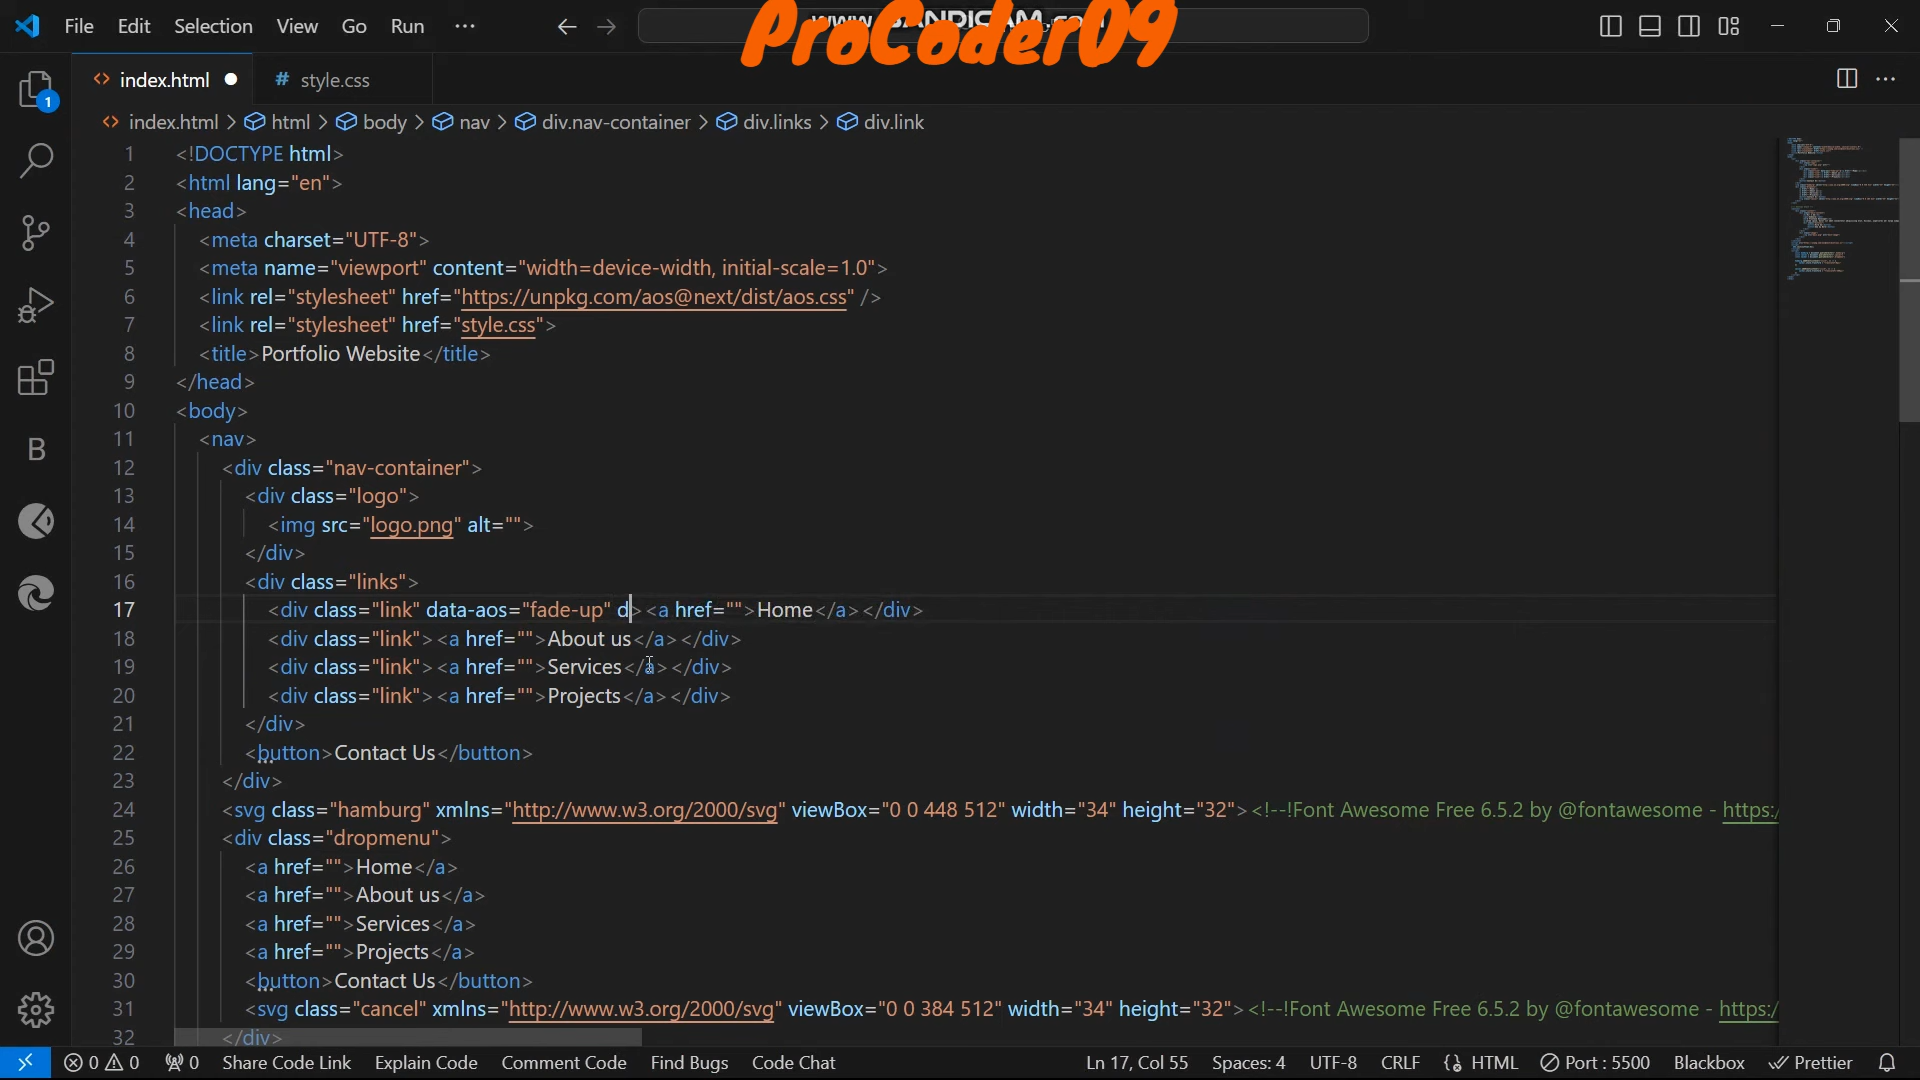 File Edit Selection View Go Run ···
www.BANDICAM.com
ProCoder09
index.html style.css
1
index.html > html > body > nav > div.nav-container > div.links > div.link
1 <!DOCTYPE html>
2 <html lang="en">
3 <head>
4 <meta charset="UTF-8">
5 <meta name="viewport" content="width=device-width, initial-scale=1.0">
6 <link rel="stylesheet" href="https://unpkg.com/aos@next/dist/aos.css" />
7 <link rel="stylesheet" href="style.css">
8 <title>Portfolio Website</title>
9 </head>
10 <body>
11 <nav>
12 <div class="nav-container">
13 <div class="logo">
14 <img src="logo.png" alt="">
15 </div>
16 <div class="links">
17 <div class="link" data-aos="fade-up" d><a href="">Home</a></div>
18 <div class="link"><a href="">About us</a></div>
19 <div class="link"><a href="">Services</a></div>
20 <div class="link"><a href="">Projects</a></div>
21 </div>
22 <button>Contact Us</button>
23 </div>
24 <svg class="hamburg" xmlns="http://www.w3.org/2000/svg" viewBox="0 0 448 512" width="34" height="32"><!--!Font Awesome Free 6.5.2 by @fontawesome - https:/
25 <div class="dropmenu">
26 <a href="">Home</a>
27 <a href="">About us</a>
28 <a href="">Services</a>
29 <a href="">Projects</a>
30 <button>Contact Us</button>
31 <svg class="cancel" xmlns="http://www.w3.org/2000/svg" viewBox="0 0 384 512" width="34" height="32"><!--!Font Awesome Free 6.5.2 by @fontawesome - https:/
32 </div>
0 0 0 Share Code Link Explain Code Comment Code Find Bugs Code Chat Ln 17, Col 55 Spaces: 4 UTF-8 CRLF HTML Port : 5500 Blackbox Prettier